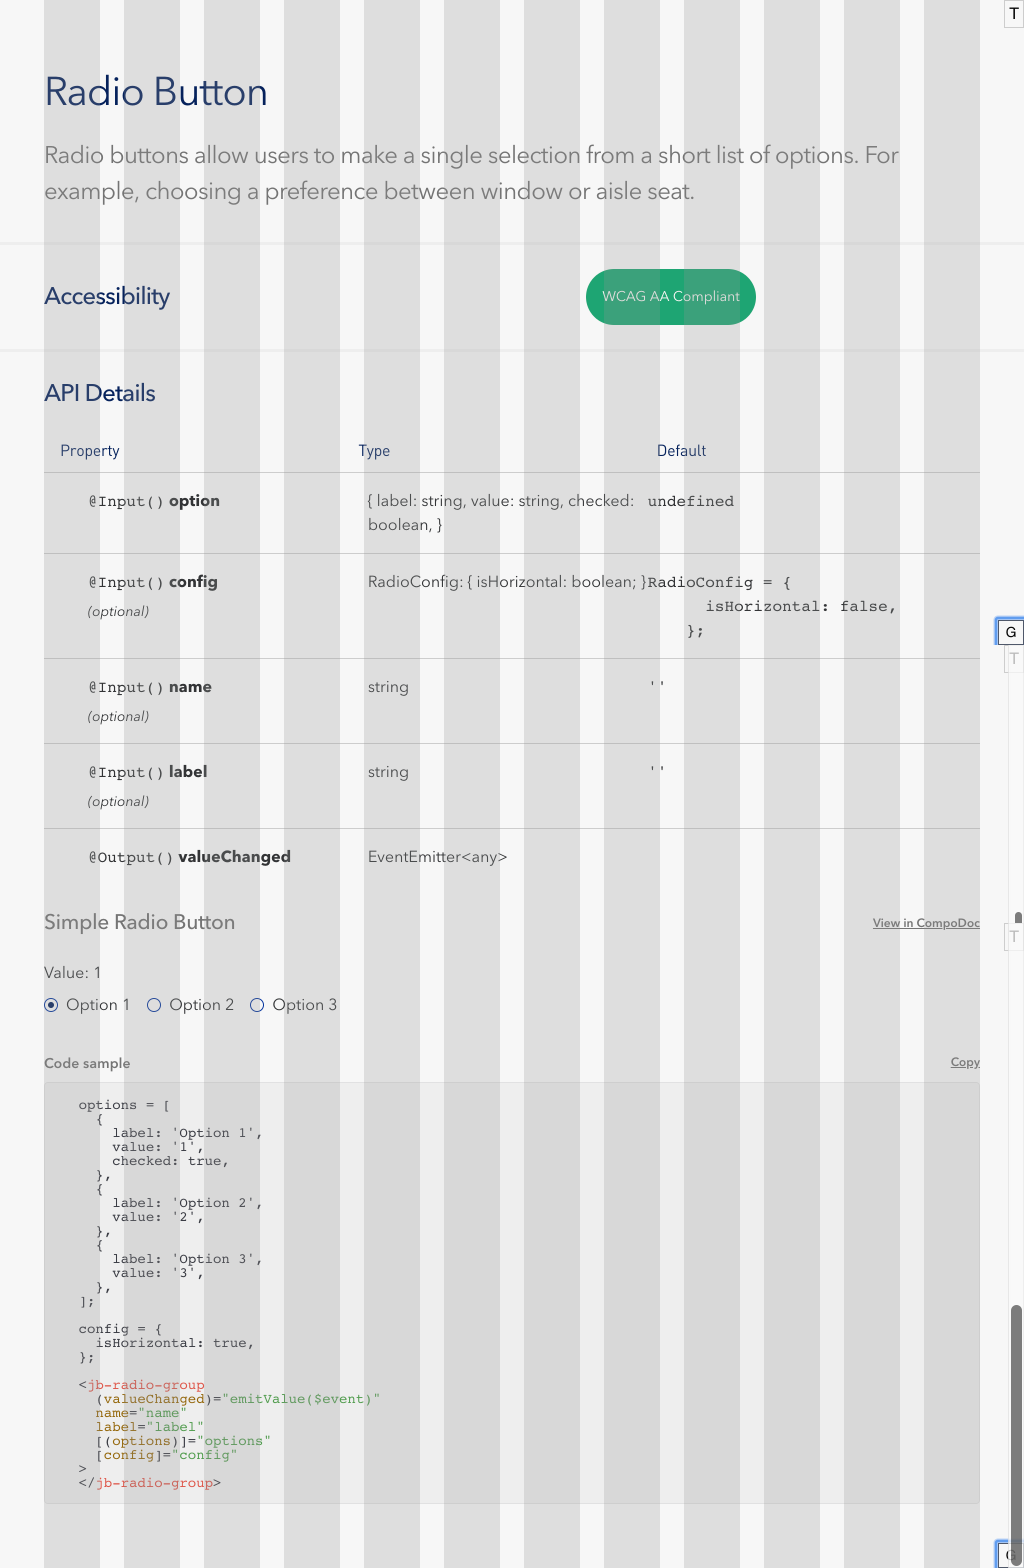 T
Radio Button
Radio buttons allow users to make a single selection from a short list of options. For
example, choosing a preference between window or aisle seat.
Accessibility
WCAG AA Compliant
API Details
Property Type Default
@Input() option { label: string, value: string, checked: undefined
boolean, }
@Input() config RadioConfig: { isHorizontal: boolean; } RadioConfig = {
(optional) isHorizontal: false,
};
G
T
@Input() name string ''
(optional)
@Input() label string ''
(optional)
@Output() valueChanged EventEmitter<any>
Simple Radio Button View in CompoDoc
T
Value: 1
Option 1 Option 2 Option 3
Code sample Copy
options = [
{
label: 'Option 1',
value: '1',
checked: true,
},
{
label: 'Option 2',
value: '2',
},
{
label: 'Option 3',
value: '3',
},
];
config = {
isHorizontal: true,
};
<jb-radio-group
(valueChanged)="emitValue($event)"
name="name"
label="label"
[(options)]="options"
[config]="config"
>
</jb-radio-group>
G